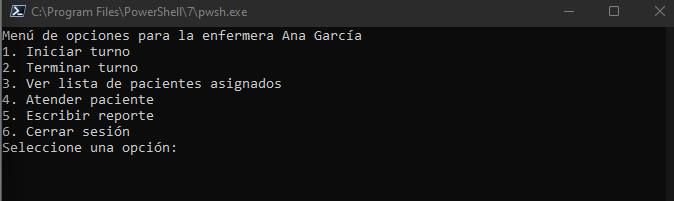 C:\Program Files\PowerShell\7\pwsh.exe
Menú de opciones para la enfermera Ana García
1. Iniciar turno
2. Terminar turno
3. Ver lista de pacientes asignados
4. Atender paciente
5. Escribir reporte
6. Cerrar sesión
Seleccione una opción: